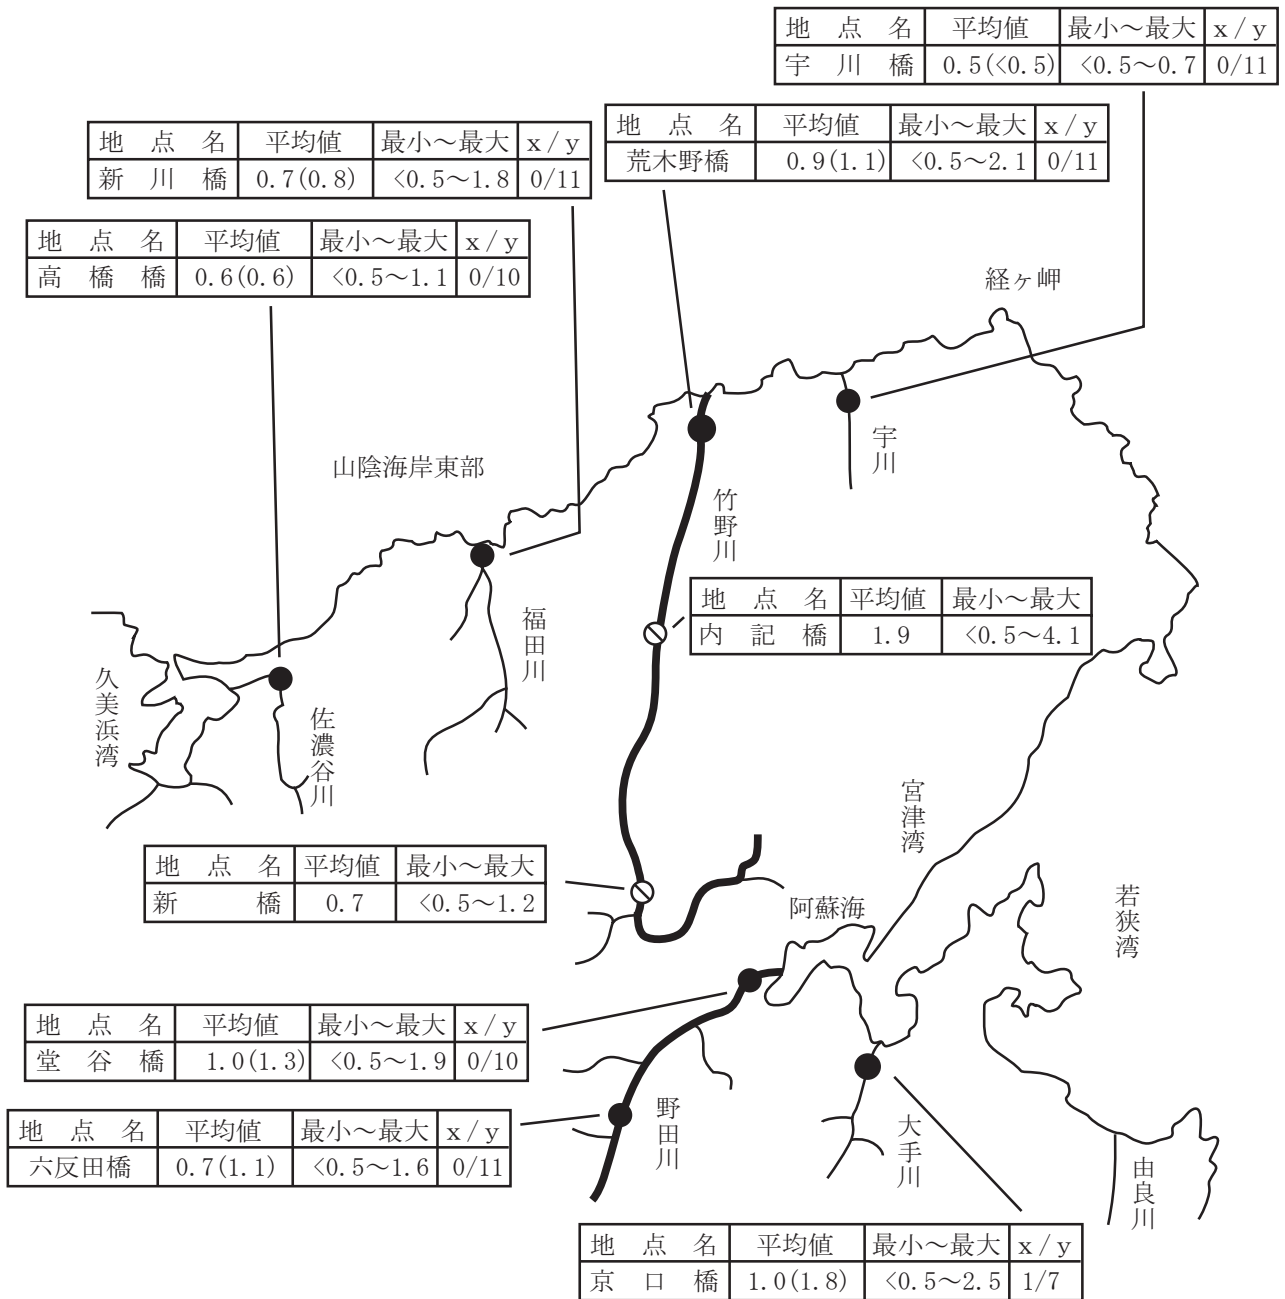 地点名 平均値 最小～最大 x/y
宇川橋 0.5(<0.5) <0.5～0.7 0/11
地点名 平均値 最小～最大 x/y
荒木野橋 0.9(1.1) <0.5～2.1 0/11
地点名 平均値 最小～最大 x/y
新川橋 0.7(0.8) <0.5～1.8 0/11
地点名 平均値 最小～最大 x/y
高橋橋 0.6(0.6) <0.5～1.1 0/10
経ヶ岬
宇川
山陰海岸東部
竹野川
地点名 平均値 最小～最大
内記橋 1.9 <0.5～4.1
福田川
久美浜湾
佐濃谷川
宮津湾
地点名 平均値 最小～最大
新橋 0.7 <0.5～1.2
阿蘇海
若狭湾
地点名 平均値 最小～最大 x/y
堂谷橋 1.0(1.3) <0.5～1.9 0/10
野田川
大手川
地点名 平均値 最小～最大 x/y
六反田橋 0.7(1.1) <0.5～1.6 0/11
由良川
地点名 平均値 最小～最大 x/y
京口橋 1.0(1.8) <0.5～2.5 1/7